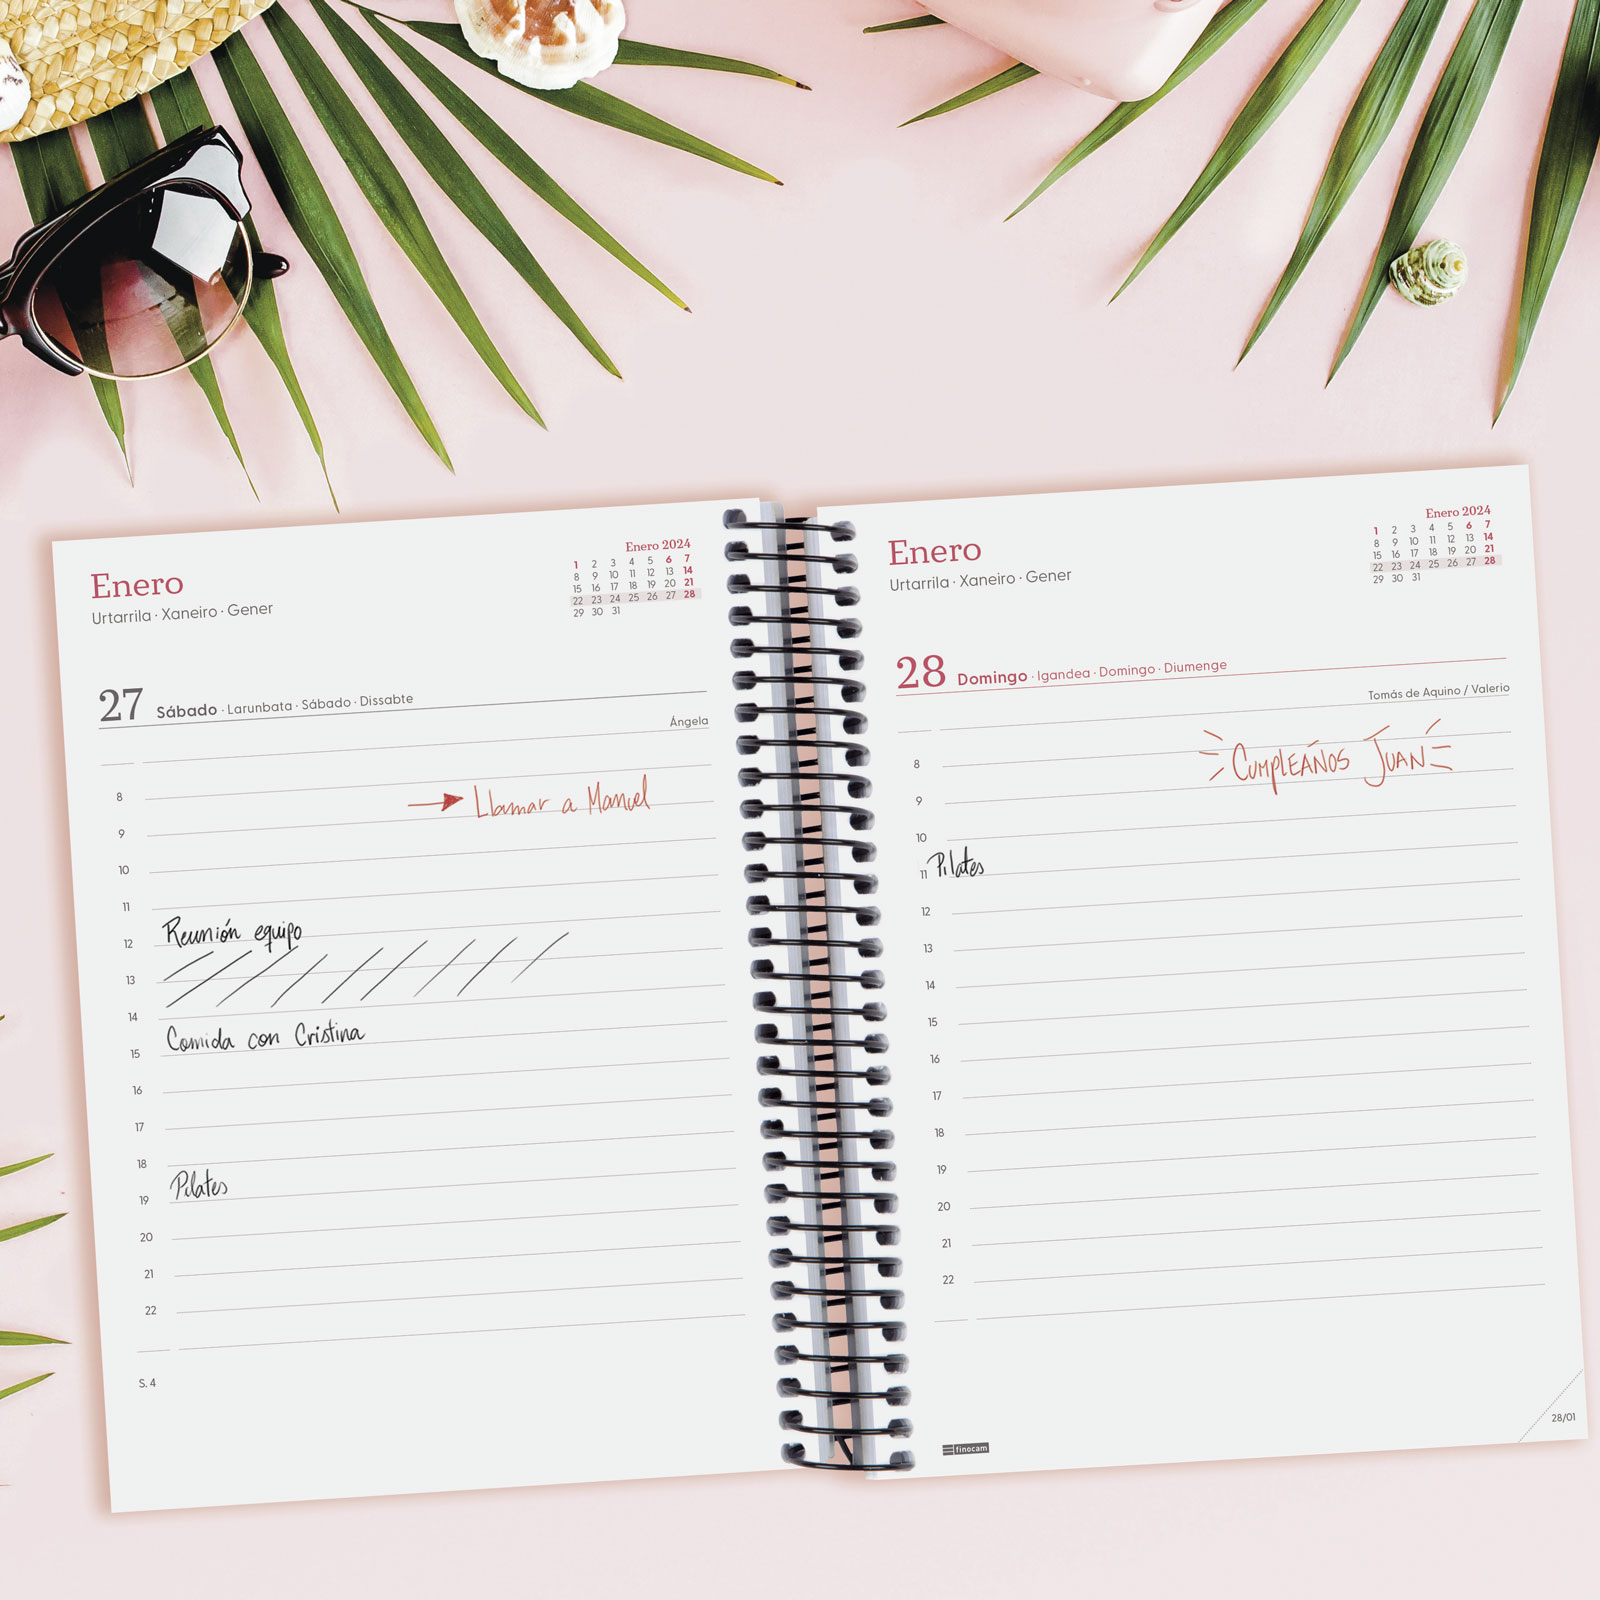 Enero
Urtarrila · Xaneiro · Gener
Enero 2024
1 2 3 4 5 6 7
8 9 10 11 12 13 14
15 16 17 18 19 20 21
22 23 24 25 26 27 28
29 30 31
27 Sábado · Larunbata · Sábado · Dissabte
Ángela
8
Llamar a Manuel
9
10
11
12 Reunión equipo
13
14
15 Comida con Cristina
16
17
18
19 Pilates
20
21
22
S. 4
Enero
Urtarrila · Xaneiro · Gener
Enero 2024
1 2 3 4 5 6 7
8 9 10 11 12 13 14
15 16 17 18 19 20 21
22 23 24 25 26 27 28
29 30 31
28 Domingo · Igandea · Domingo · Diumenge
Tomás de Aquino / Valerio
8 Cumpleaños Juan
9
10
11 Pilates
12
13
14
15
16
17
18
19
20
21
22
finocam
28/01